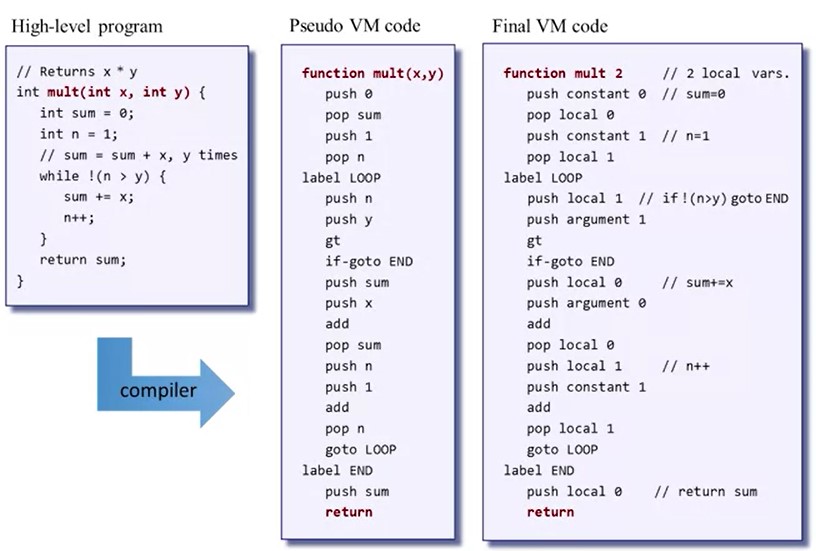 High-level program
// Returns x * y
int mult(int x, int y) {
int sum = 0;
int n = 1;
// sum = sum + x, y times
while !(n > y) {
sum += x;
n++;
}
return sum;
}
compiler
Pseudo VM code
function mult(x,y)
push 0
pop sum
push 1
pop n
label LOOP
push n
push y
gt
if-goto END
push sum
push x
add
pop sum
push n
push 1
add
pop n
goto LOOP
label END
push sum
return
Final VM code
function mult 2 // 2 local vars.
push constant 0 // sum=0
pop local 0
push constant 1 // n=1
pop local 1
label LOOP
push local 1 // if !(n>y) goto END
push argument 1
gt
if-goto END
push local 0 // sum+=x
push argument 0
add
pop local 0
push local 1 // n++
push constant 1
add
pop local 1
goto LOOP
label END
push local 0 // return sum
return